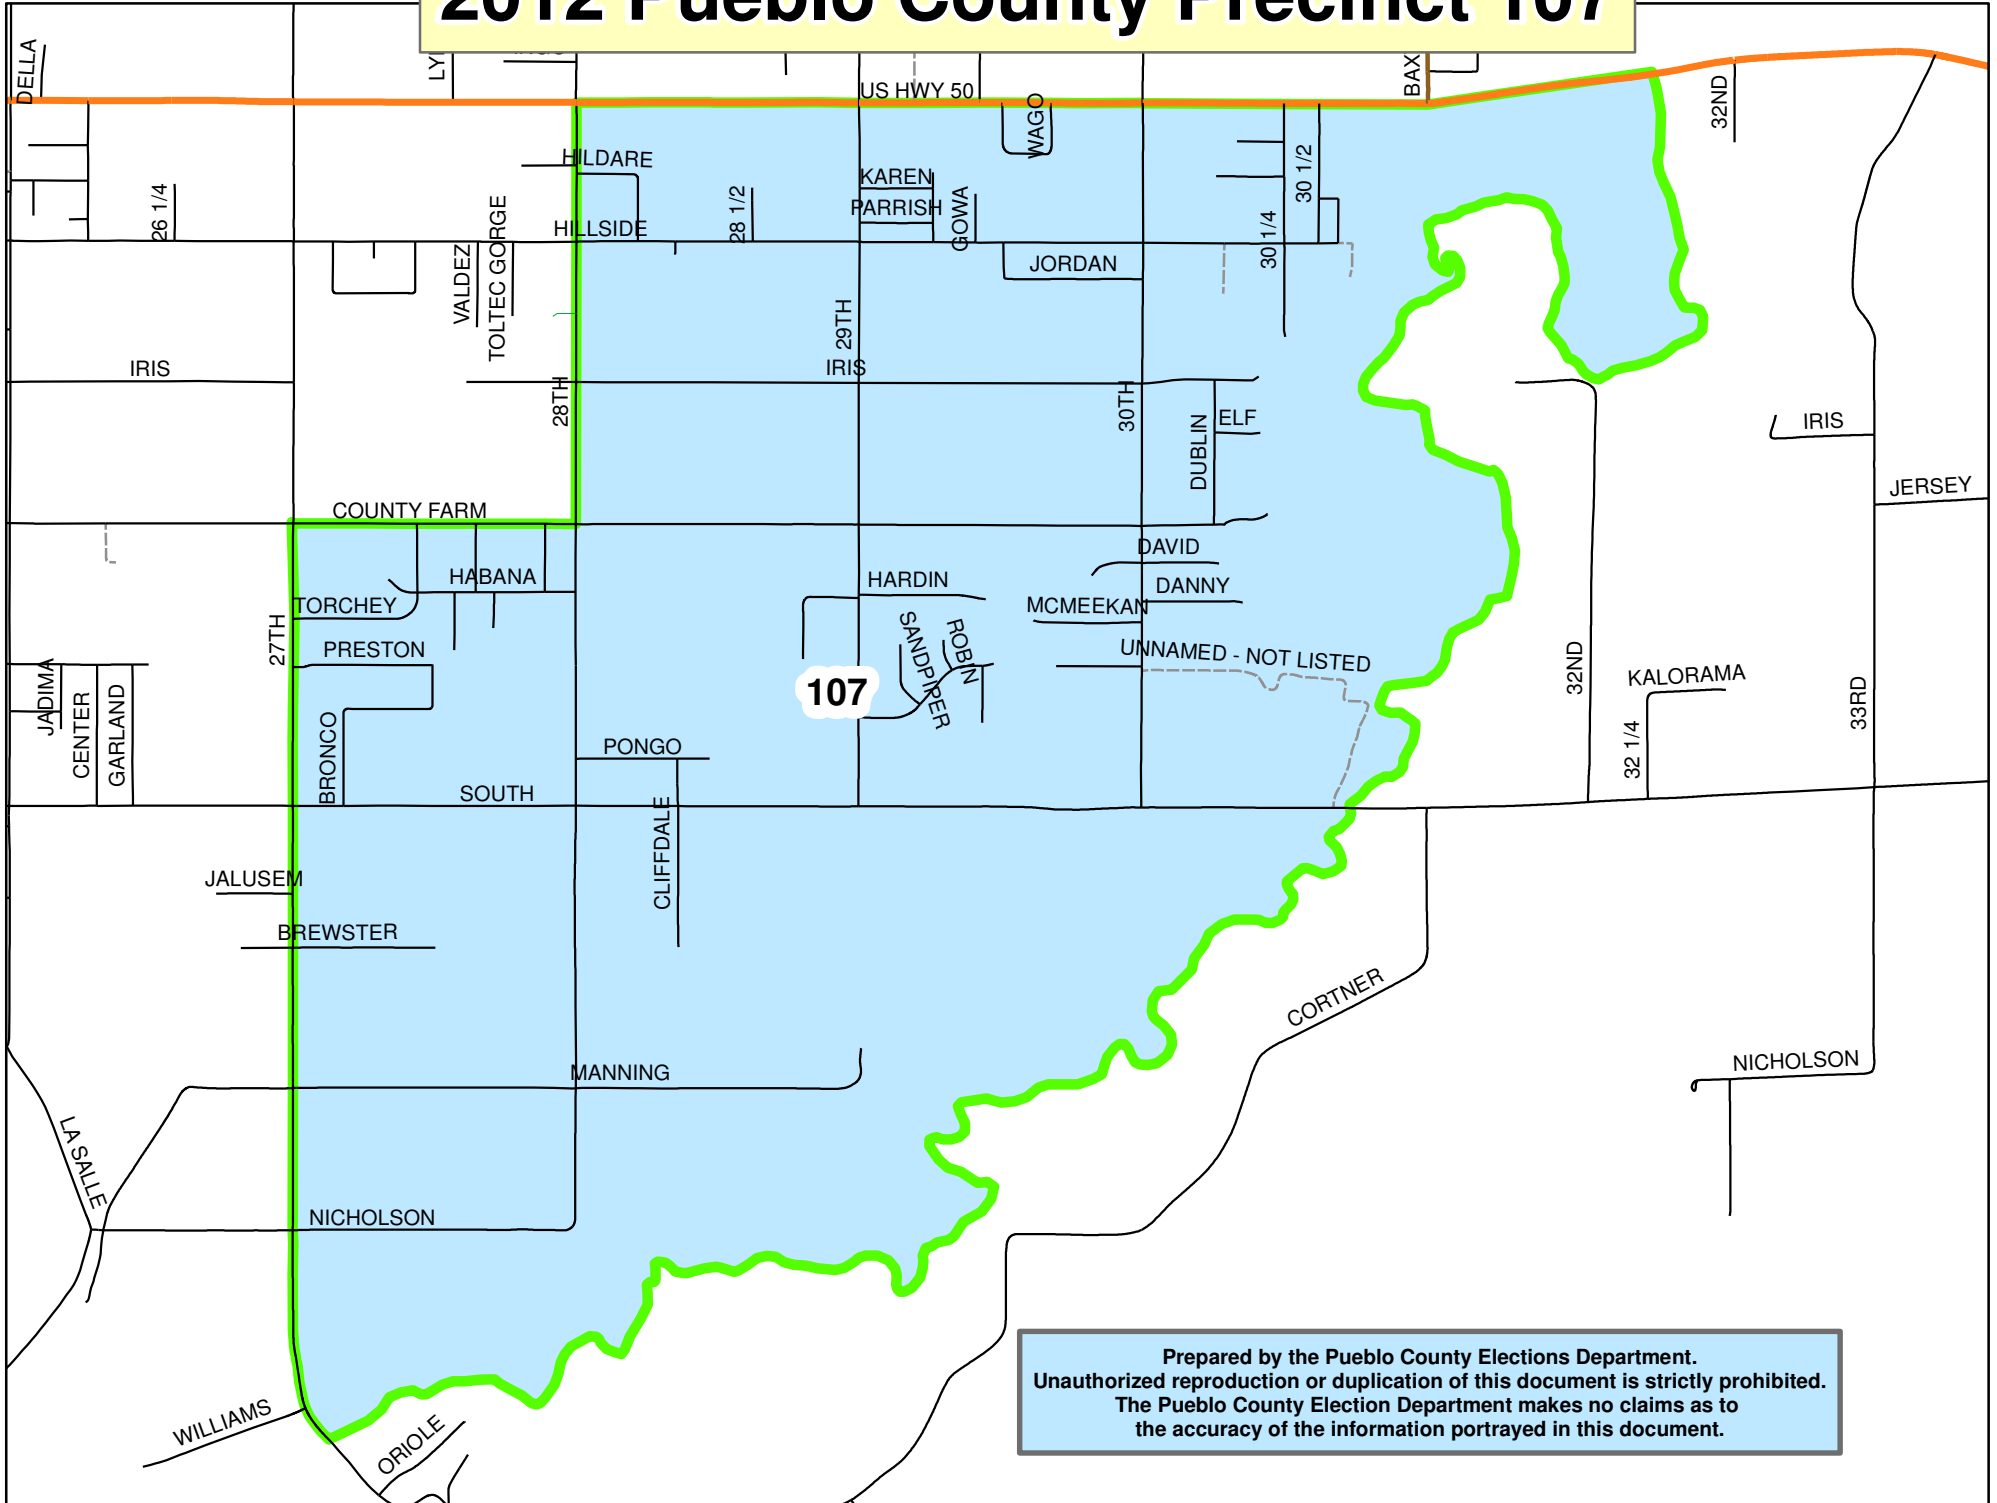 2012 Pueblo County Precinct 107
DELLA
BAX
US HWY 50
WAGO
32ND
HILDARE
30 1/2
KAREN
26 1/4
28 1/2
PARRISH
GOWA
HILLSIDE
30 1/4
VALDEZ
TOLTEC GORGE
JORDAN
29TH
IRIS
IRIS
28TH
30TH
ELF
DUBLIN
IRIS
JERSEY
COUNTY FARM
DAVID
HABANA
HARDIN
DANNY
TORCHEY
MCMEEKAN
27TH
PRESTON
SANDPIPER
ROBIN
UNNAMED - NOT LISTED
32ND
KALORAMA
JADIMA
CENTER
GARLAND
107
33RD
BRONCO
PONGO
32 1/4
SOUTH
CLIFFDALE
JALUSEM
BREWSTER
CORTNER
MANNING
NICHOLSON
LA SALLE
NICHOLSON
WILLIAMS
ORIOLE
Prepared by the Pueblo County Elections Department.
Unauthorized reproduction or duplication of this document is strictly prohibited.
The Pueblo County Election Department makes no claims as to
the accuracy of the information portrayed in this document.